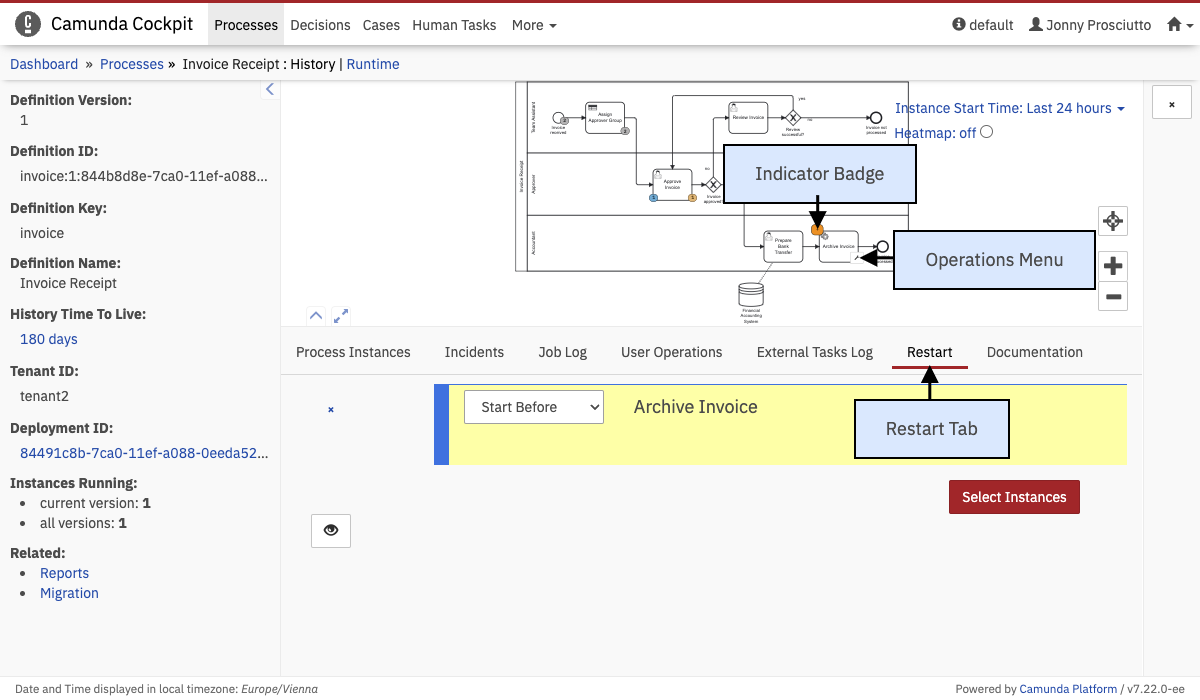 Camunda Cockpit Processes Decisions Cases Human Tasks More default Jonny Prosciutto
Dashboard » Processes » Invoice Receipt : History | Runtime
Definition Version:
1
Definition ID:
invoice:1:844b8d8e-7ca0-11ef-a088...
Definition Key:
invoice
Definition Name:
Invoice Receipt
History Time To Live:
180 days
Tenant ID:
tenant2
Deployment ID:
84491c8b-7ca0-11ef-a088-0eeda52...
Instances Running:
current version: 1
all versions: 1
Related:
Reports
Migration
Invoice Receipt
Team Assistant
Approver
Accountant
Invoice
received
Assign
Approver Group
Review Invoice
yes
no
Review
successful?
Invoice not
processed
Approve
Invoice
no
Invoice
approved?
Prepare
Bank
Transfer
Archive Invoice
Financial
Accounting
System
Instance Start Time: Last 24 hours
Heatmap: off
Indicator Badge
Operations Menu
Process Instances Incidents Job Log User Operations External Tasks Log Restart Documentation
Start Before Archive Invoice
Restart Tab
Select Instances
Date and Time displayed in local timezone: Europe/Vienna
Powered by Camunda Platform / v7.22.0-ee